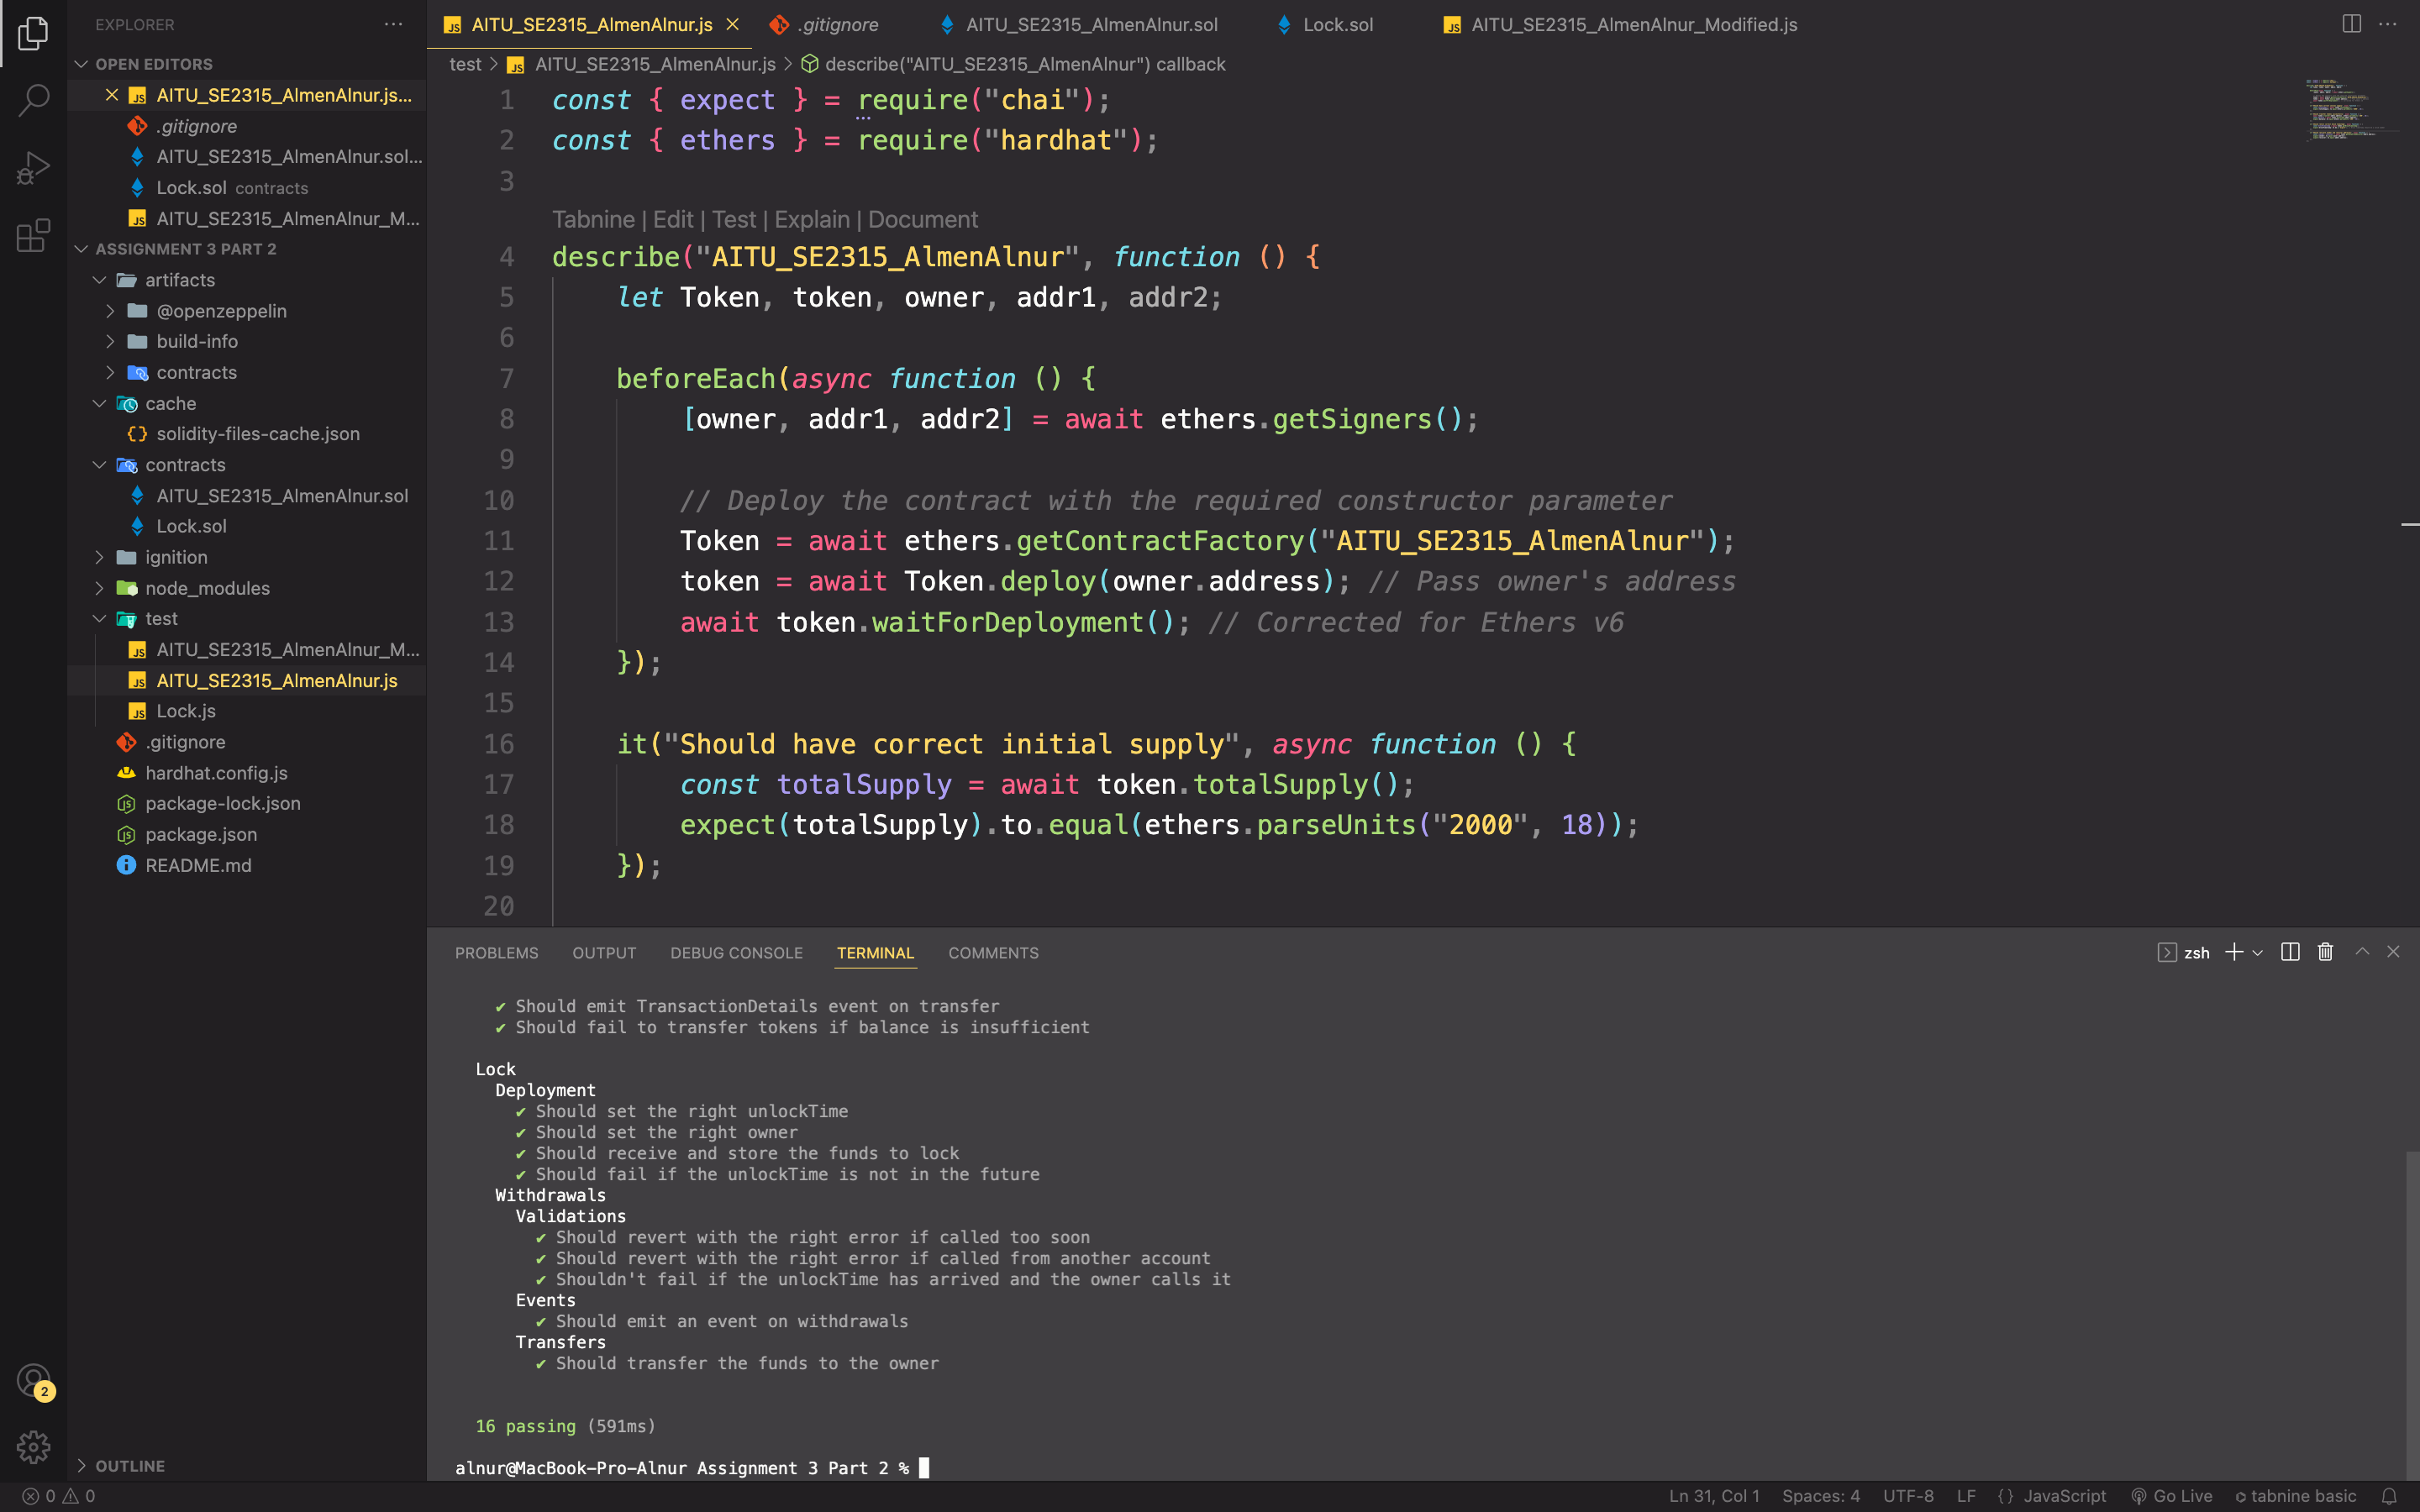 EXPLORER
OPEN EDITORS
AITU_SE2315_AlmenAlnur.js...
.gitignore
AITU_SE2315_AlmenAlnur.sol...
Lock.sol contracts
AITU_SE2315_AlmenAlnur_M...
ASSIGNMENT 3 PART 2
artifacts
@openzeppelin
build-info
contracts
cache
solidity-files-cache.json
contracts
AITU_SE2315_AlmenAlnur.sol
Lock.sol
ignition
node_modules
test
AITU_SE2315_AlmenAlnur_M...
AITU_SE2315_AlmenAlnur.js
Lock.js
.gitignore
hardhat.config.js
package-lock.json
package.json
README.md
OUTLINE
2
AITU_SE2315_AlmenAlnur.js
.gitignore
AITU_SE2315_AlmenAlnur.sol
Lock.sol
AITU_SE2315_AlmenAlnur_Modified.js
test > AITU_SE2315_AlmenAlnur.js > describe("AITU_SE2315_AlmenAlnur") callback
1 const { expect } = require("chai");
2 const { ethers } = require("hardhat");
3
Tabnine | Edit | Test | Explain | Document
4 describe("AITU_SE2315_AlmenAlnur", function () {
5 let Token, token, owner, addr1, addr2;
6
7 beforeEach(async function () {
8 [owner, addr1, addr2] = await ethers.getSigners();
9
10 // Deploy the contract with the required constructor parameter
11 Token = await ethers.getContractFactory("AITU_SE2315_AlmenAlnur");
12 token = await Token.deploy(owner.address); // Pass owner's address
13 await token.waitForDeployment(); // Corrected for Ethers v6
14 });
15
16 it("Should have correct initial supply", async function () {
17 const totalSupply = await token.totalSupply();
18 expect(totalSupply).to.equal(ethers.parseUnits("2000", 18));
19 });
20
PROBLEMS OUTPUT DEBUG CONSOLE TERMINAL COMMENTS
zsh
✔ Should emit TransactionDetails event on transfer
✔ Should fail to transfer tokens if balance is insufficient
Lock
Deployment
✔ Should set the right unlockTime
✔ Should set the right owner
✔ Should receive and store the funds to lock
✔ Should fail if the unlockTime is not in the future
Withdrawals
Validations
✔ Should revert with the right error if called too soon
✔ Should revert with the right error if called from another account
✔ Shouldn't fail if the unlockTime has arrived and the owner calls it
Events
✔ Should emit an event on withdrawals
Transfers
✔ Should transfer the funds to the owner
16 passing (591ms)
alnur@MacBook-Pro-Alnur Assignment 3 Part 2 %
0 0
Ln 31, Col 1 Spaces: 4 UTF-8 LF {} JavaScript Go Live tabnine basic